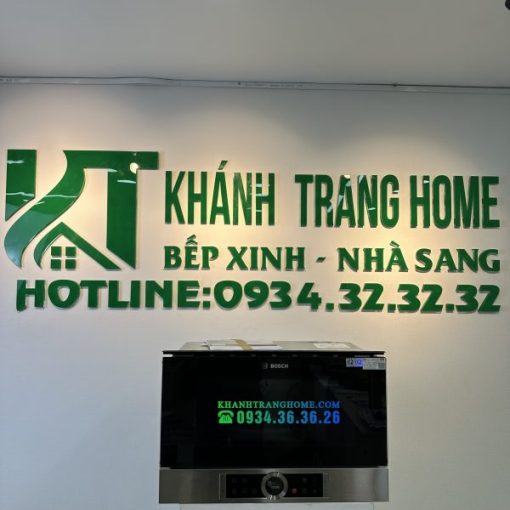 KT
KHÁNH TRANG HOME
BẾP XINH - NHÀ SANG
HOTLINE:0934.32.32.32
BOSCH
KHANHTRANGHOME.COM
☎0934.36.36.26